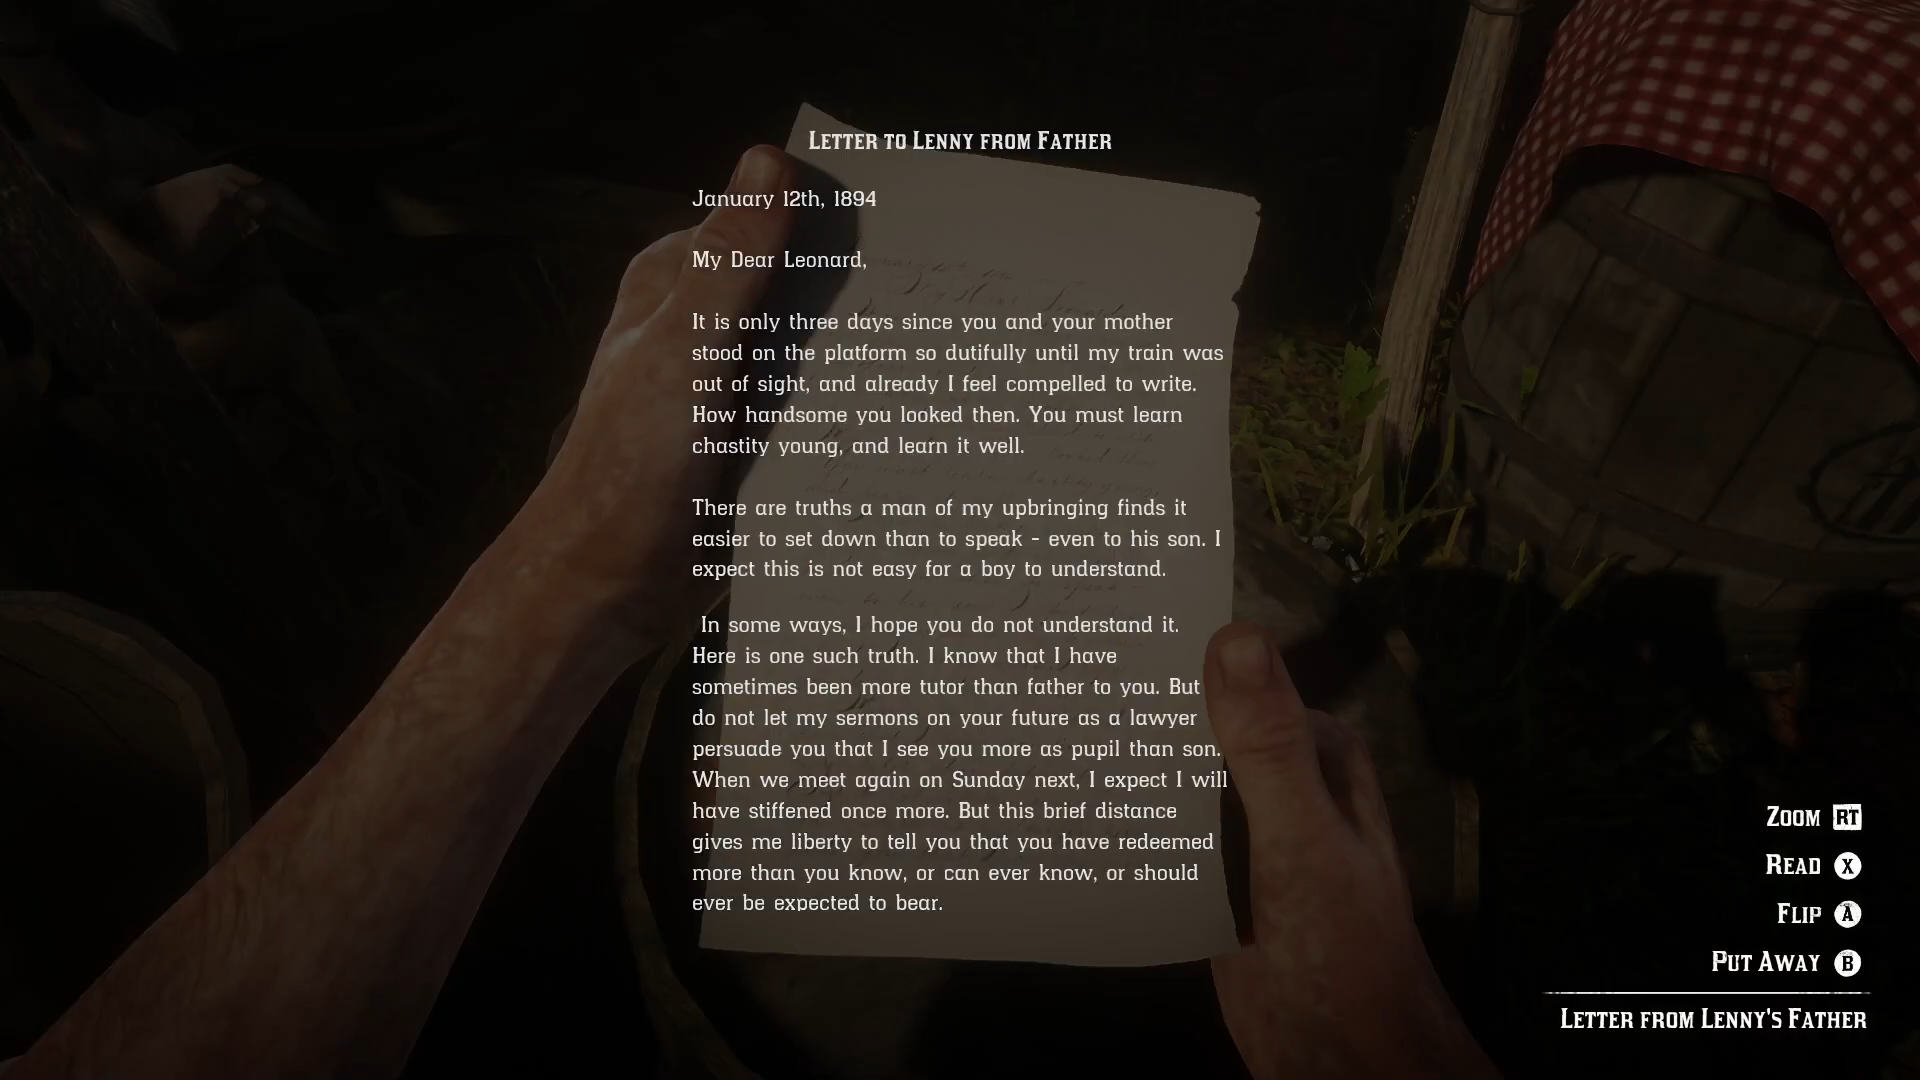 Letter to Lenny from Father
January 12th, 1894
My Dear Leonard,
It is only three days since you and your mother
stood on the platform so dutifully until my train was
out of sight, and already I feel compelled to write.
How handsome you looked then. You must learn
chastity young, and learn it well.
There are truths a man of my upbringing finds it
easier to set down than to speak - even to his son. I
expect this is not easy for a boy to understand.
In some ways, I hope you do not understand it.
Here is one such truth. I know that I have
sometimes been more tutor than father to you. But
do not let my sermons on your future as a lawyer
persuade you that I see you more as pupil than son.
When we meet again on Sunday next, I expect I will
have stiffened once more. But this brief distance
gives me liberty to tell you that you have redeemed
more than you know, or can ever know, or should
ever be expected to bear.
Zoom RT
Read X
Flip A
Put Away B
Letter from Lenny's Father